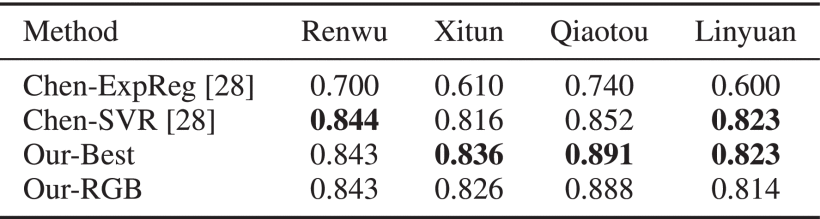 Method Renwu Xitun Qiaotou Linyuan
Chen-ExpReg [28] 0.700 0.610 0.740 0.600
Chen-SVR [28] 0.844 0.816 0.852 0.823
Our-Best 0.843 0.836 0.891 0.823
Our-RGB 0.843 0.826 0.888 0.814